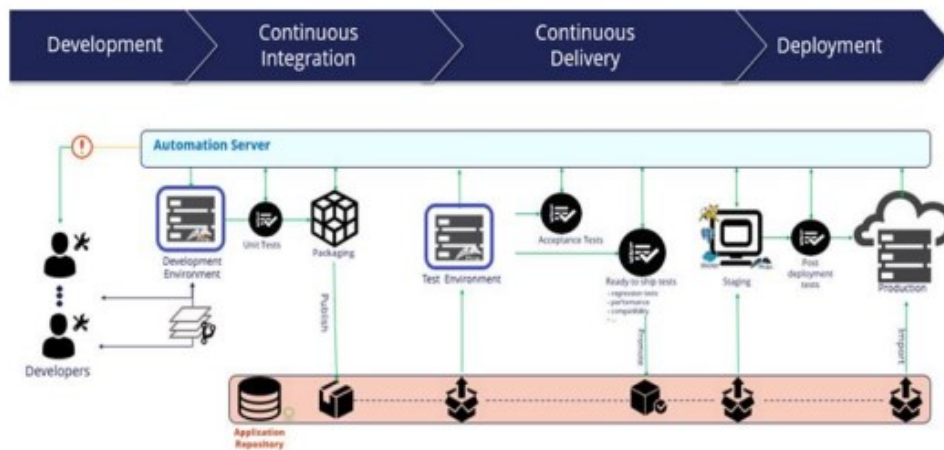 Development
Continuous
Integration
Continuous
Delivery
Deployment
Automation Server
Development
Environment
Unit Tests
Packaging
Test Environment
Acceptance Tests
Ready to ship tests
- regression tests
- performance
- compatibility
Staging
Post
deployment
tests
Production
Developers
Publish
Promote
Import
Application
Repository